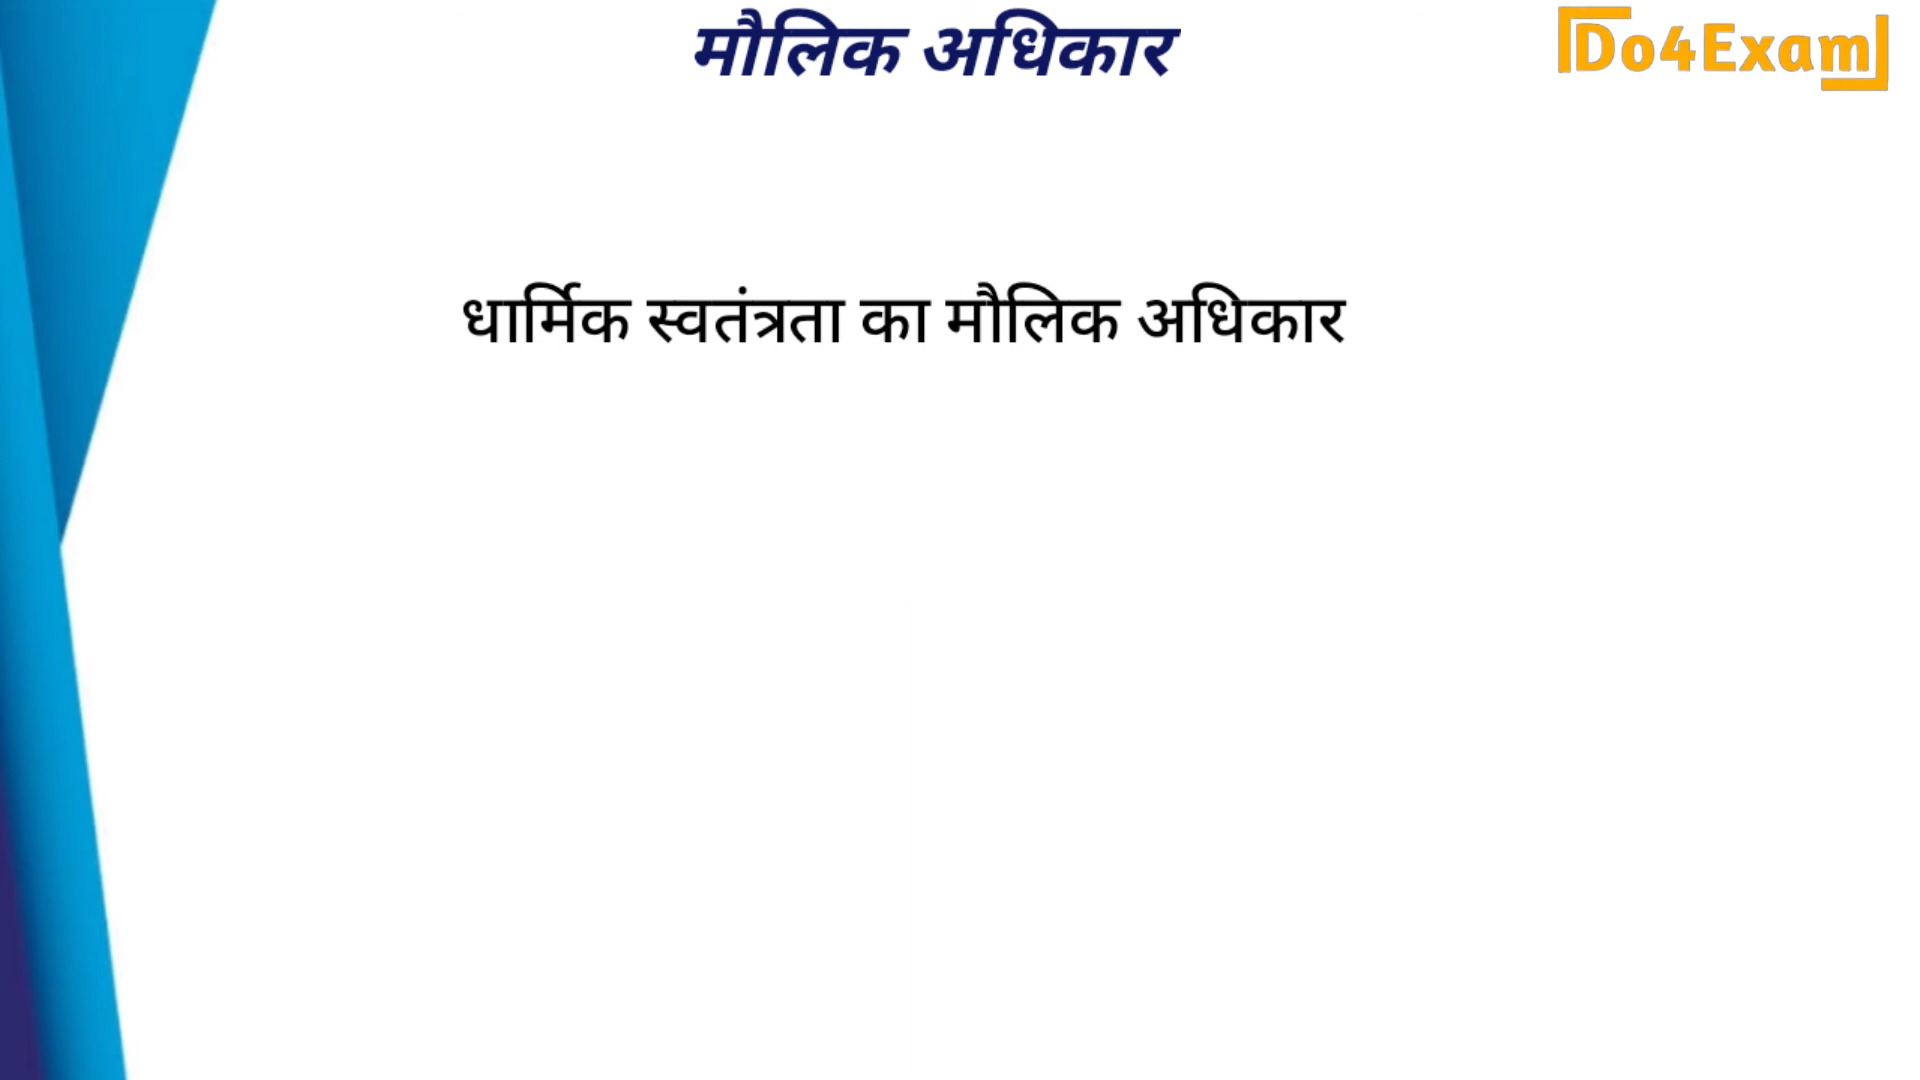 मौलिक अधिकार
Do4Exam
धार्मिक स्वतंत्रता का मौलिक अधिकार